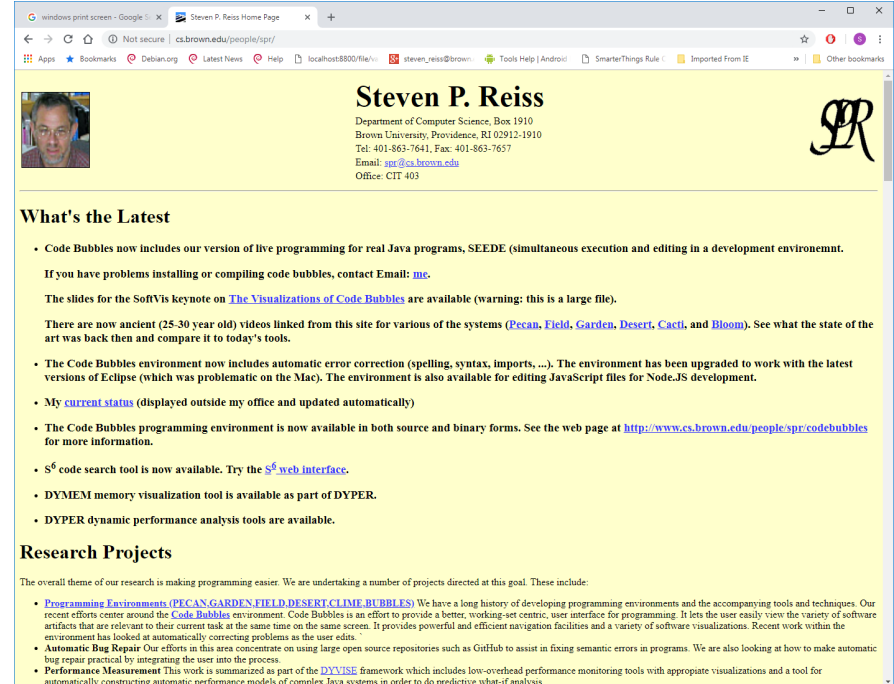 windows print screen - Google S
Steven P. Reiss Home Page
Not secure | cs.brown.edu/people/spr/
Apps Bookmarks Debian.org Latest News Help localhost:8800/file/w steven_reiss@brown. Tools Help | Android SmarterThings Rule Imported From IE » Other bookmarks
Steven P. Reiss
Department of Computer Science, Box 1910
Brown University, Providence, RI 02912-1910
Tel: 401-863-7641, Fax: 401-863-7657
Email: spr@cs.brown.edu
Office: CIT 403
SPR
What's the Latest
• Code Bubbles now includes our version of live programming for real Java programs, SEEDE (simultaneous execution and editing in a development environemnt.
If you have problems installing or compiling code bubbles, contact Email: me.
The slides for the SoftVis keynote on The Visualizations of Code Bubbles are available (warning: this is a large file).
There are now ancient (25-30 year old) videos linked from this site for various of the systems (Pecan, Field, Garden, Desert, Cacti, and Bloom). See what the state of the
art was back then and compare it to today's tools.
• The Code Bubbles environment now includes automatic error correction (spelling, syntax, imports, ...). The environment has been upgraded to work with the latest
versions of Eclipse (which was problematic on the Mac). The environment is also available for editing JavaScript files for Node.JS development.
• My current status (displayed outside my office and updated automatically)
• The Code Bubbles programming environment is now available in both source and binary forms. See the web page at http://www.cs.brown.edu/people/spr/codebubbles
for more information.
• S6 code search tool is now available. Try the S6 web interface.
• DYMEM memory visualization tool is available as part of DYPER.
• DYPER dynamic performance analysis tools are available.
Research Projects
The overall theme of our research is making programming easier. We are undertaking a number of projects directed at this goal. These include:
• Programming Environments (PECAN,GARDEN,FIELD,DESERT,CLIME,BUBBLES) We have a long history of developing programming environments and the accompanying tools and techniques. Our
recent efforts center around the Code Bubbles environment. Code Bubbles is an effort to provide a better, working-set centric, user interface for programming. It lets the user easily view the variety of software
artifacts that are relevant to their current task at the same time on the same screen. It provides powerful and efficient navigation facilities and a variety of software visualizations. Recent work within the
environment has looked at automatically correcting problems as the user edits. `
• Automatic Bug Repair Our efforts in this area concentrate on using large open source repositories such as GitHub to assist in fixing semantic errors in programs. We are also looking at how to make automatic
bug repair practical by integrating the user into the process.
• Performance Measurement This work is summarized as part of the DYVISE framework which includes low-overhead performance monitoring tools with appropiate visualizations and a tool for
automatically constructing automatic performance models of complex Java systems in order to do predictive what-if analysis